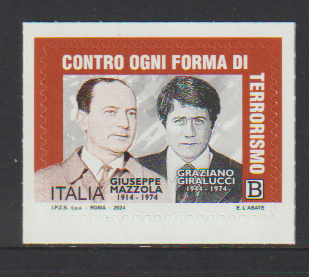 CONTRO OGNI FORMA DI
TERRORISMO
ITALIA
GIUSEPPE
MAZZOLA
1914 - 1974
GRAZIANO
GIRALUCCI
1944 - 1974
B
I.P.Z.S. S.p.A. - ROMA - 2024
E. L'ABATE